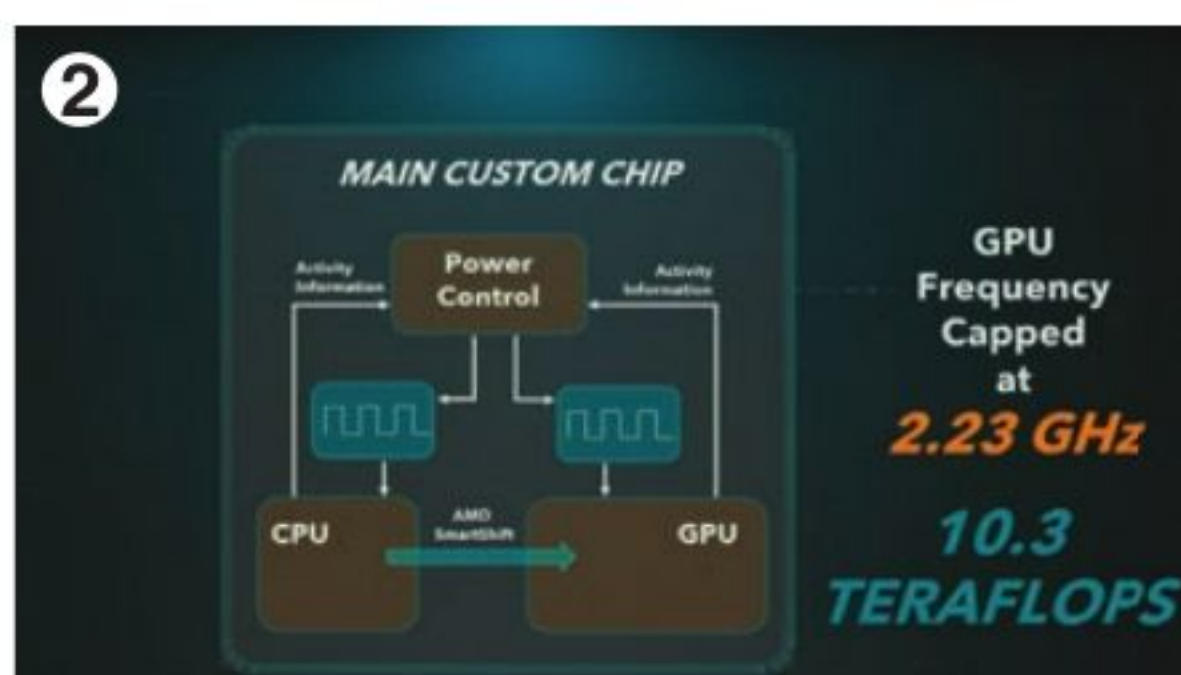 2
MAIN CUSTOM CHIP
Activity
Information
Power
Control
Activity
Information
GPU
Frequency
Capped
at
2.23 GHz
10.3
TERAFLOPS
CPU
AMD
SmartShift
GPU